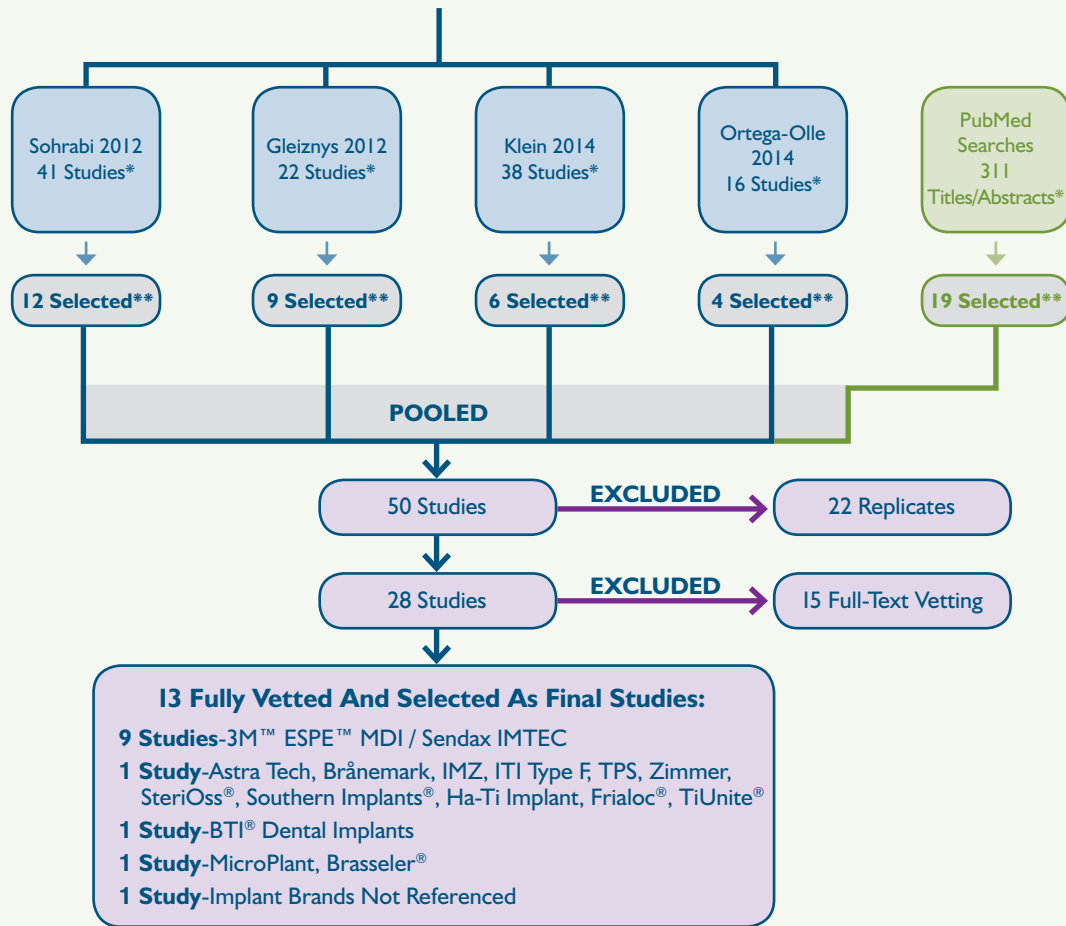 Sohrabi 2012
41 Studies*
Gleiznys 2012
22 Studies*
Klein 2014
38 Studies*
Ortega-Olle
2014
16 Studies*
PubMed
Searches
311
Titles/Abstracts*
12 Selected**
9 Selected**
6 Selected**
4 Selected**
19 Selected**
POOLED
50 Studies
EXCLUDED
22 Replicates
28 Studies
EXCLUDED
15 Full-Text Vetting
13 Fully Vetted And Selected As Final Studies:
9 Studies-3M™ ESPE™ MDI / Sendax IMTEC
1 Study-Astra Tech, Brånemark, IMZ, ITI Type F, TPS, Zimmer,
SteriOss®, Southern Implants®, Ha-Ti Implant, Frialoc®, TiUnite®
1 Study-BTI® Dental Implants
1 Study-MicroPlant, Brasseler®
1 Study-Implant Brands Not Referenced